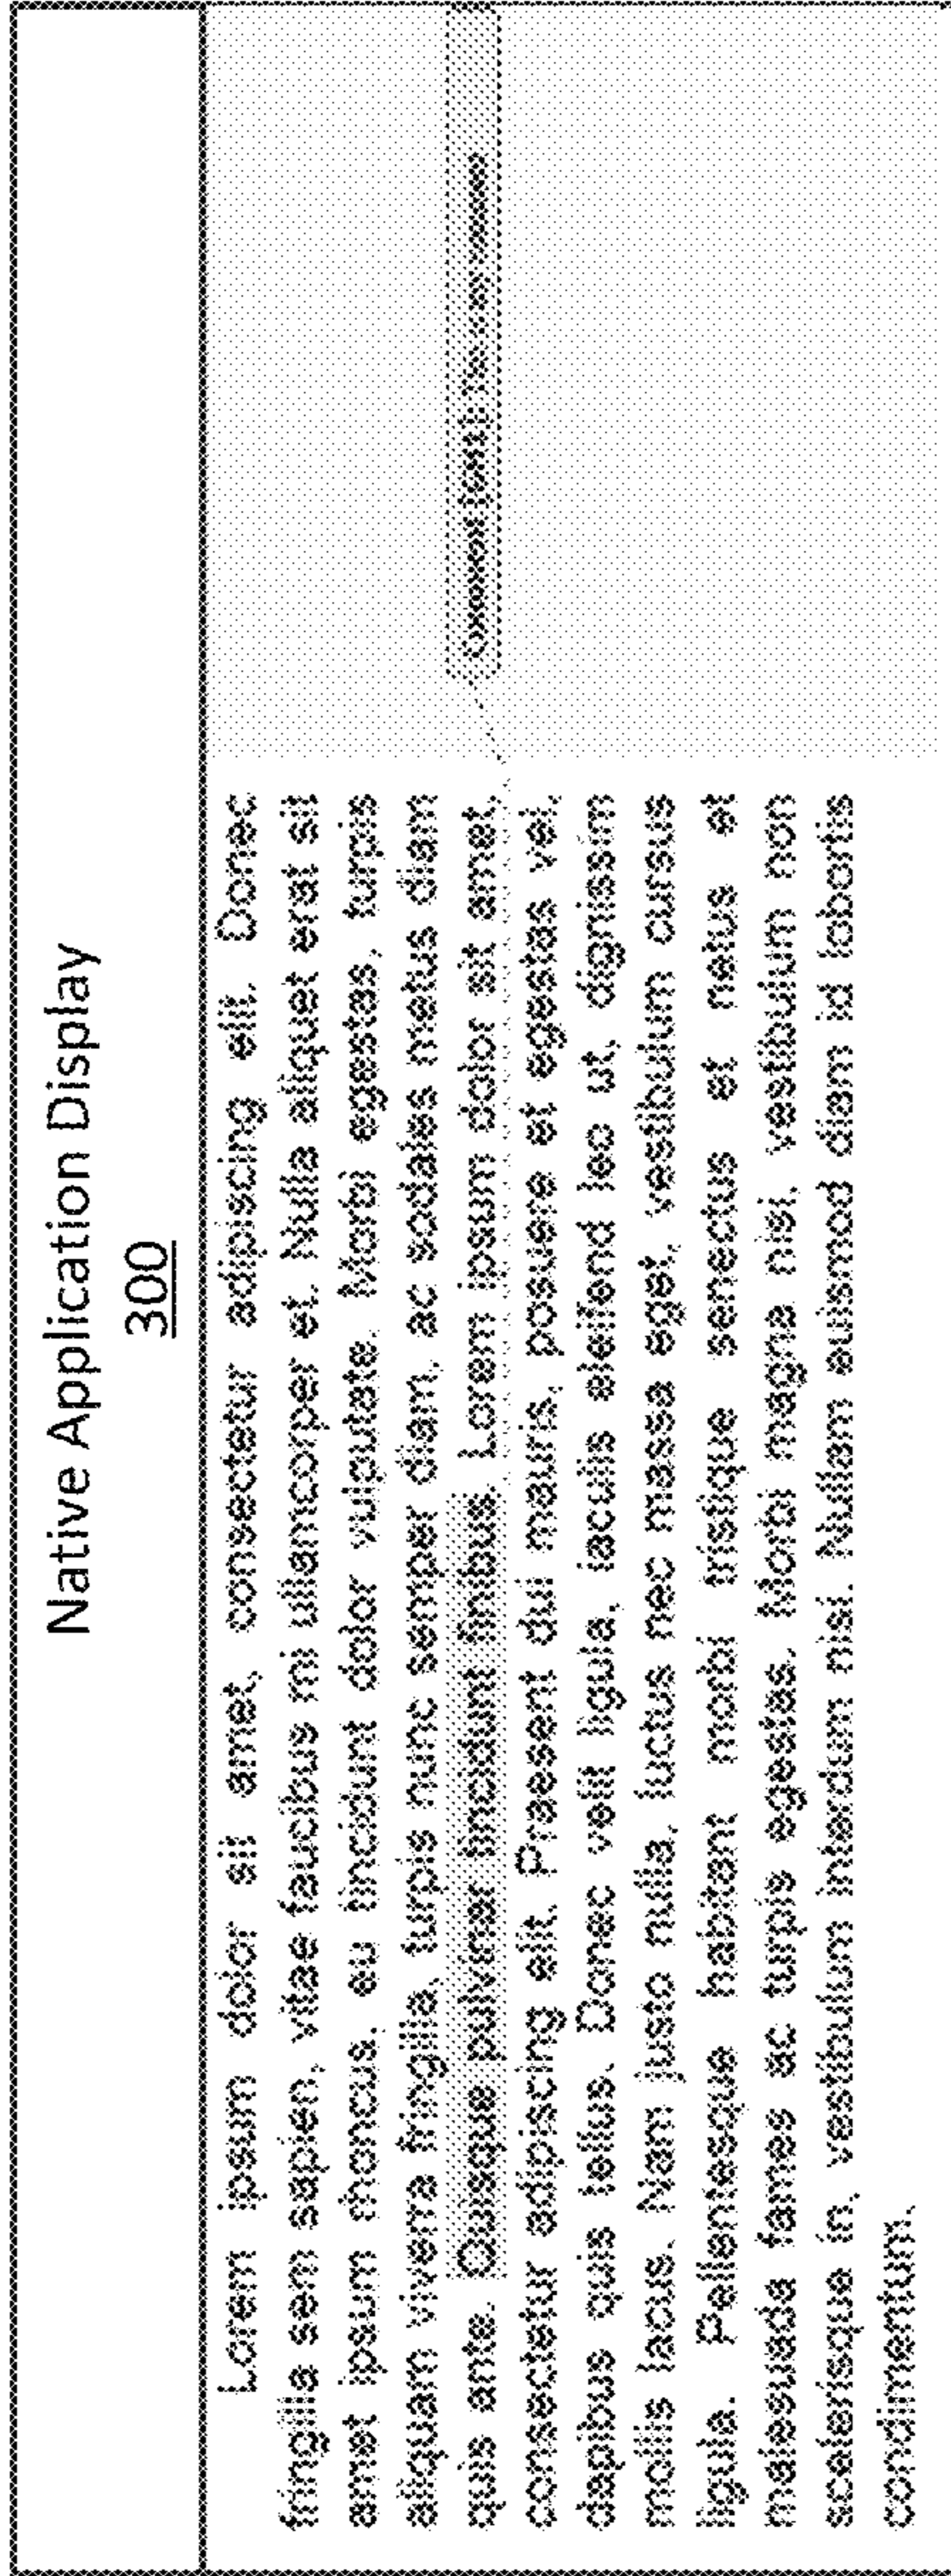 Native Application Display
300
Lorem ipsum dolor sit amet, consectetur adipiscing elit. Donec
fringilla sem sapien, vitae faucibus mi ullamcorper et. Nulla aliquet erat sit
amet ipsum rhoncus, eu tincidunt dolor vulputate. Morbi egestas, turpis
aliquam viverra fringilla, turpis nunc semper diam, ac sodales metus diam
quis ante. Quisque pulvinar tincidunt finibus. Lorem ipsum dolor sit amet,
consectetur adipiscing elit. Praesent dui mauris, posuere et egestas vel,
dapibus quis tellus. Donec velit ligula, iaculis eleifend leo ut, dignissim
mollis lacus. Nam justo nulla, luctus nec massa eget, vestibulum cursus
ligula. Pellentesque habitant morbi tristique senectus et netus et
malesuada fames ac turpis egestas. Morbi magna nisi, vestibulum non
scelerisque in, vestibulum interdum nisl. Nullam euismod diam id lobortis
condimentum.